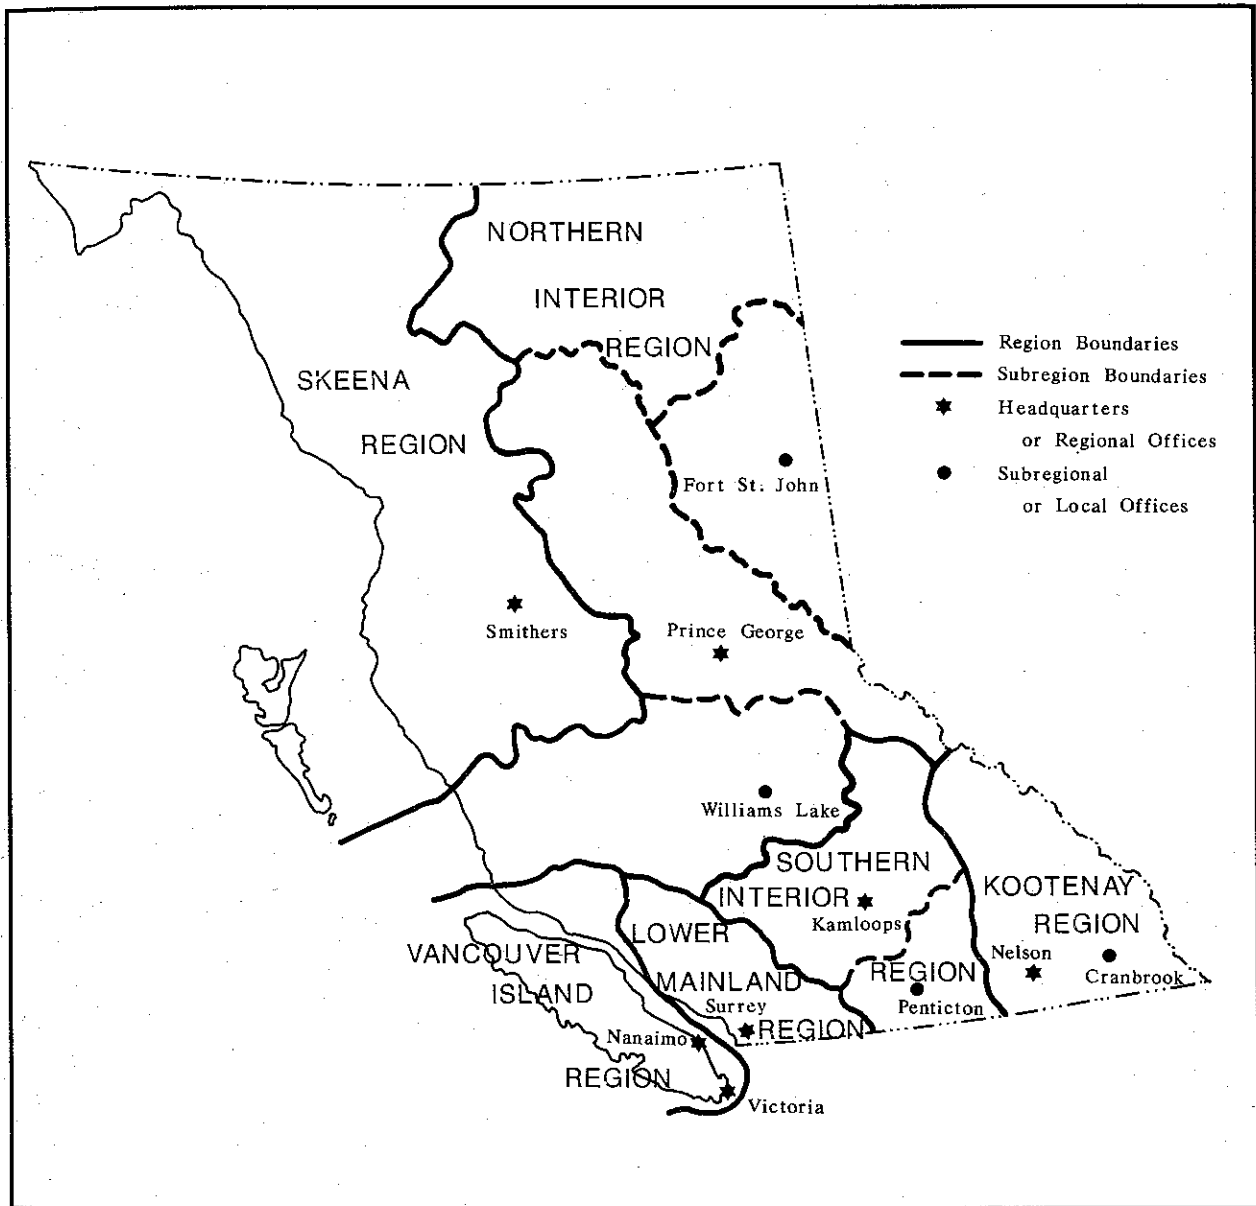 NORTHERN
INTERIOR
REGION
SKEENA
REGION
Region Boundaries
Subregion Boundaries
Headquarters
or Regional Offices
Subregional
or Local Offices
Fort St. John
Smithers
Prince George
Williams Lake
SOUTHERN
INTERIOR
Kamloops
REGION
Penticton
KOOTENAY
REGION
Nelson
Cranbrook
LOWER
MAINLAND
Surrey
REGION
VANCOUVER
ISLAND
Nanaimo
REGION
Victoria